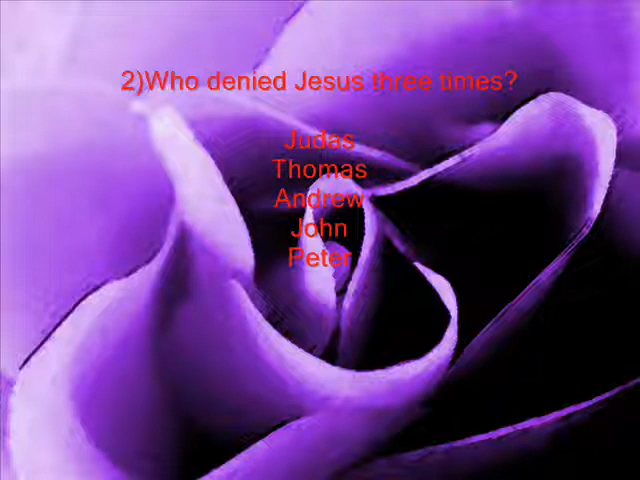 2)Who denied Jesus three times?
Judas
Thomas
Andrew
John
Peter